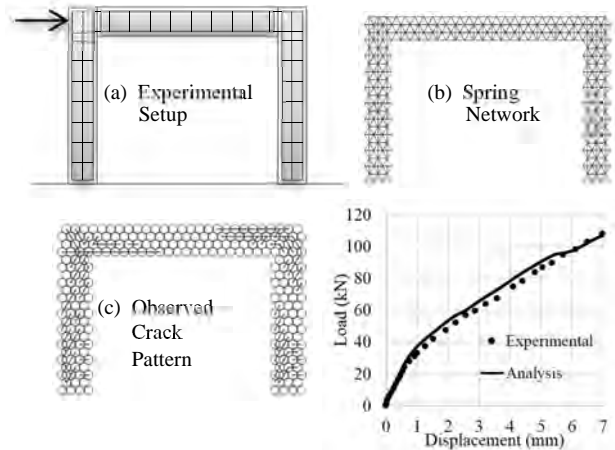 (a) Experimental
Setup
(b) Spring
Network
(c) Observed
Crack
Pattern
Load (kN)
120
100
80
60
40
20
0
Experimental
Analysis
0 1 2 3 4 5 6 7
Displacement (mm)